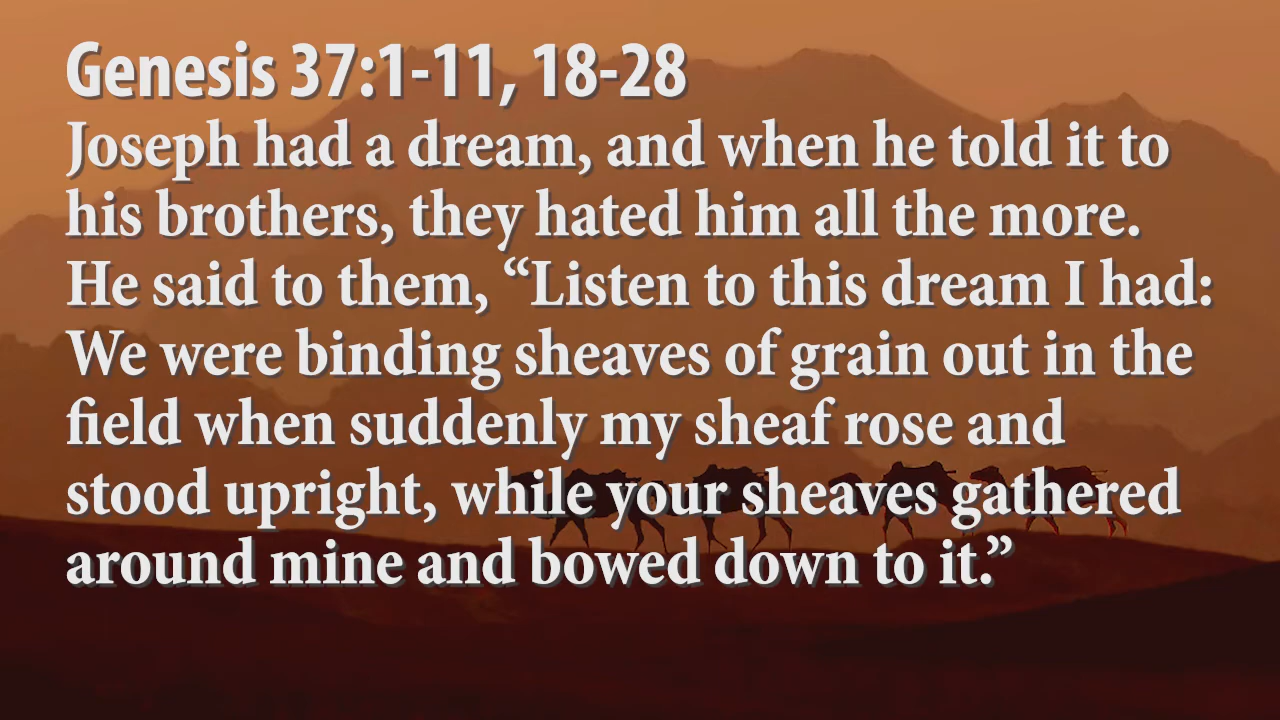 Genesis 37:1-11, 18-28
Joseph had a dream, and when he told it to
his brothers, they hated him all the more.
He said to them, “Listen to this dream I had:
We were binding sheaves of grain out in the
field when suddenly my sheaf rose and
stood upright, while your sheaves gathered
around mine and bowed down to it.”